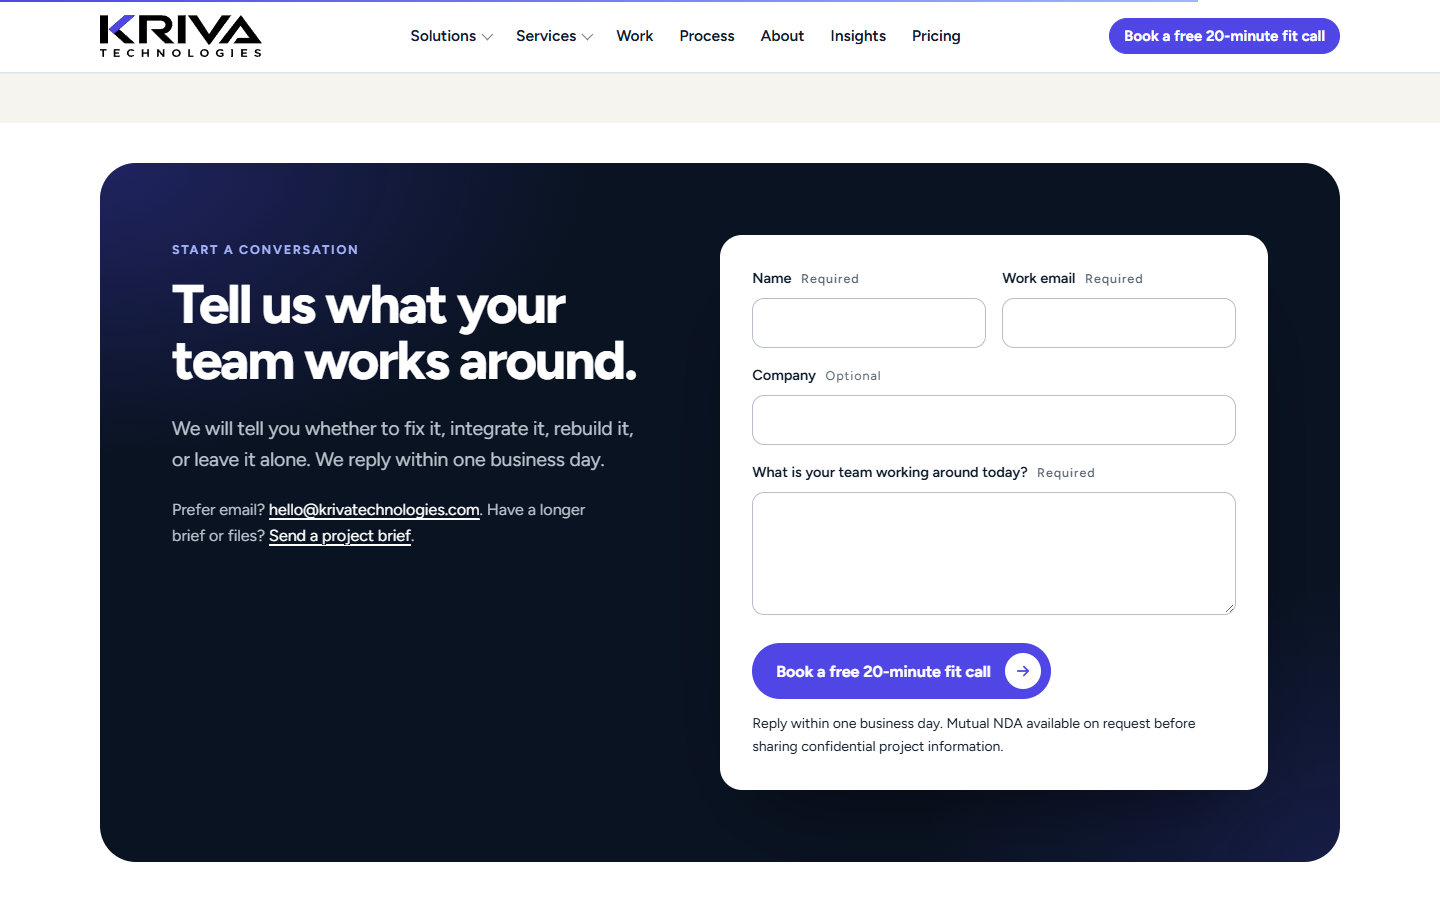 KRIVA
TECHNOLOGIES
Solutions
Services
Work
Process
About
Insights
Pricing
Book a free 20-minute fit call
START A CONVERSATION
Tell us what your
team works around.
We will tell you whether to fix it, integrate it, rebuild it,
or leave it alone. We reply within one business day.
Prefer email? hello@krivatechnologies.com. Have a longer
brief or files? Send a project brief.
Name Required
Work email Required
Company Optional
What is your team working around today? Required
Book a free 20-minute fit call
Reply within one business day. Mutual NDA available on request before
sharing confidential project information.